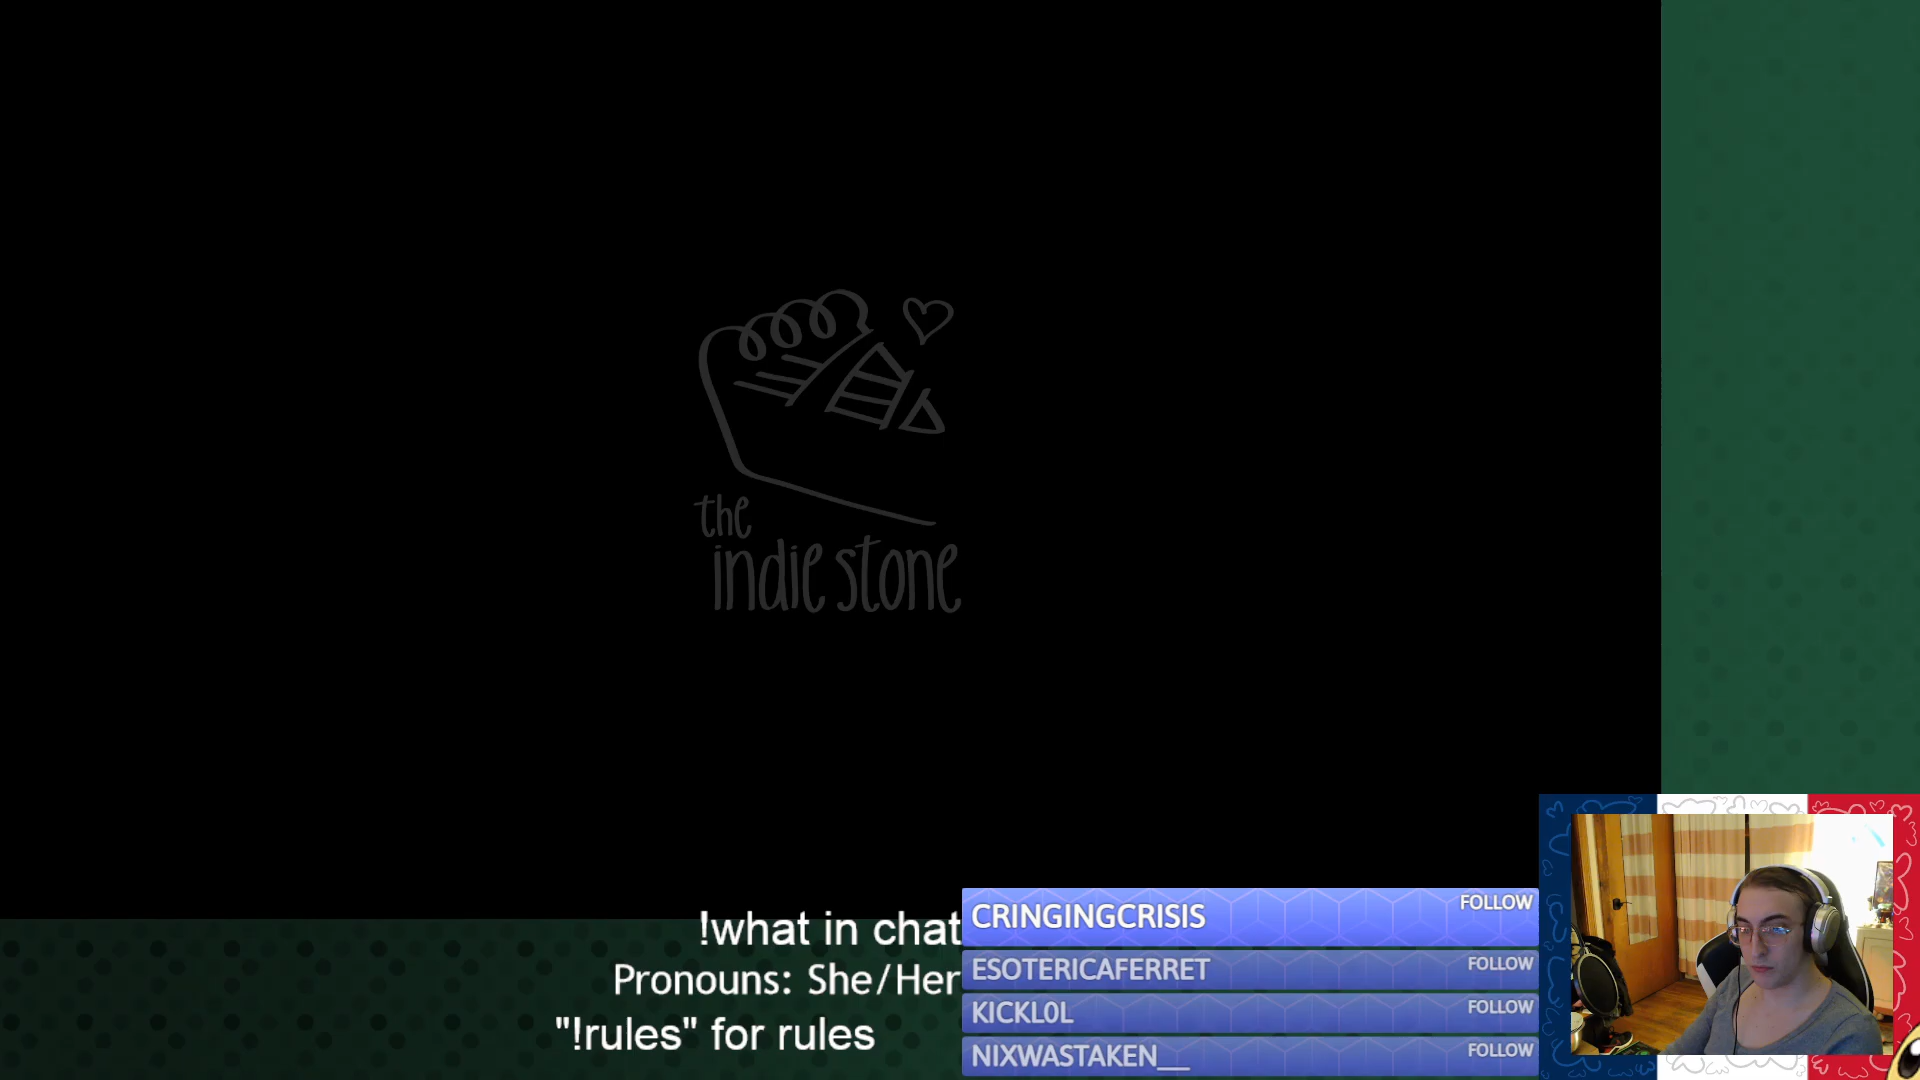 the
indie stone
!what in chat
Pronouns: She/Her
"!rules" for rules
CRINGINGCRISIS FOLLOW
ESOTERICAFERRET FOLLOW
KICKL0L FOLLOW
NIXWASTAKEN__ FOLLOW